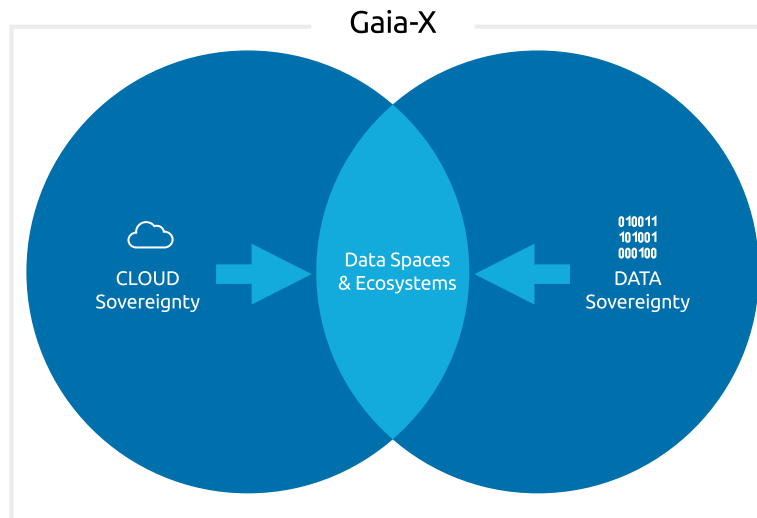 Gaia-X
CLOUD
Sovereignty
Data Spaces
& Ecosystems
010011
101001
000100
DATA
Sovereignty